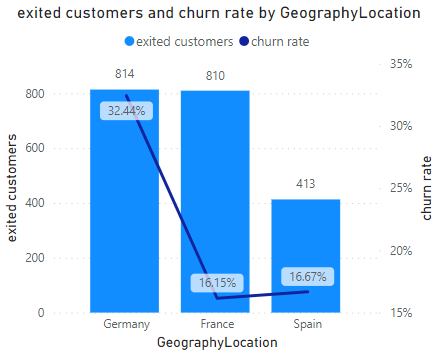 exited customers and churn rate by GeographyLocation
exited customers churn rate
814
810
413
32.44%
16.15%
16.67%
exited customers
800
600
400
200
0
35%
30%
25%
20%
15%
churn rate
Germany France Spain
GeographyLocation